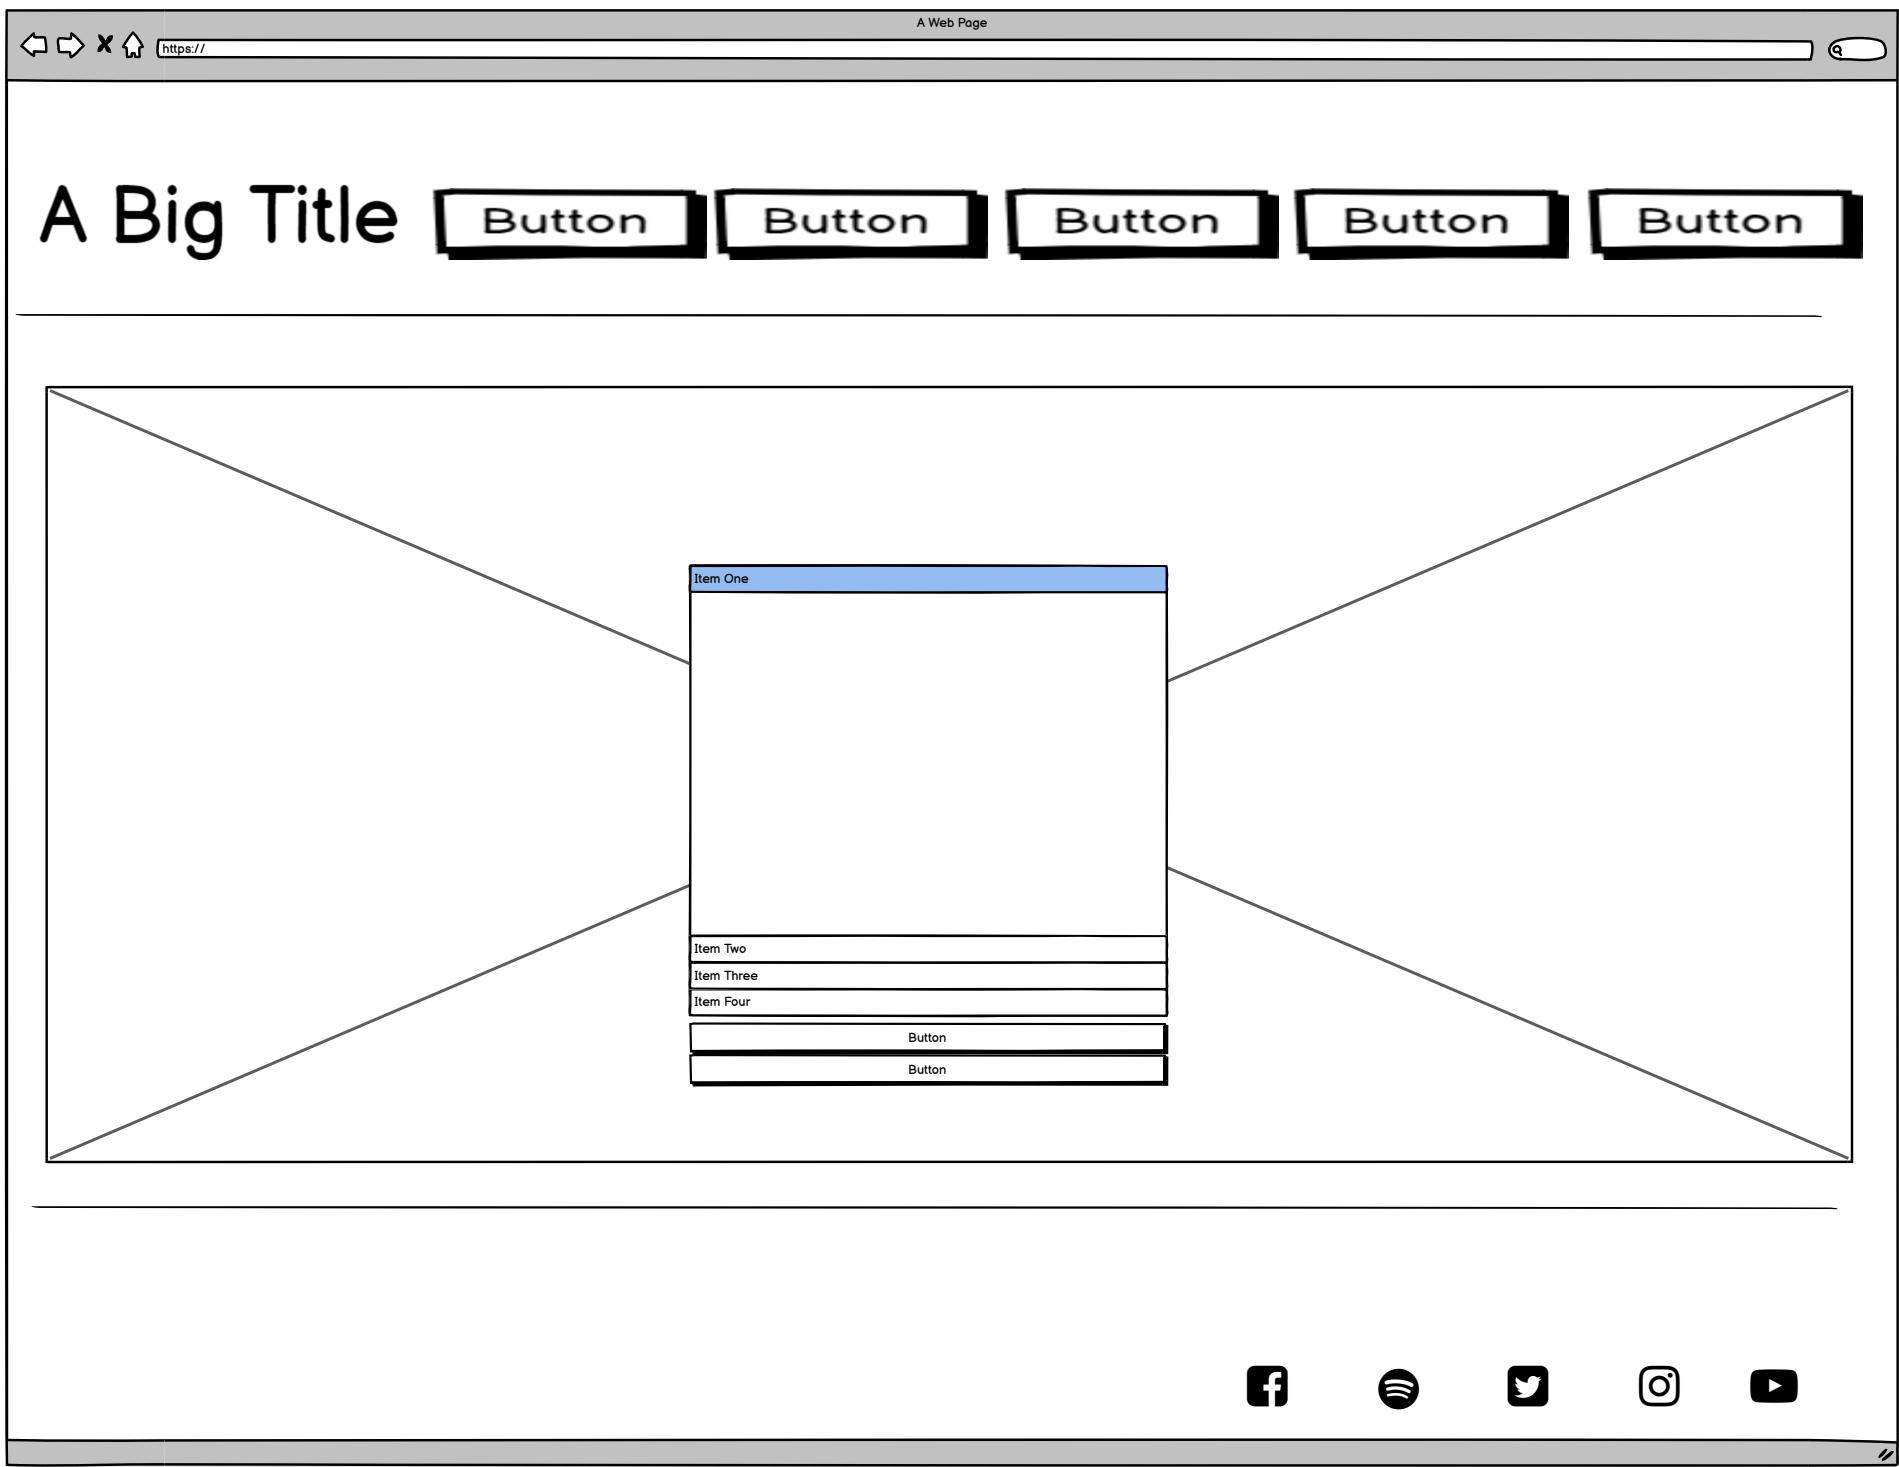 A Web Page
https://
A Big Title
Button
Button
Button
Button
Button
Item One
Item Two
Item Three
Item Four
Button
Button